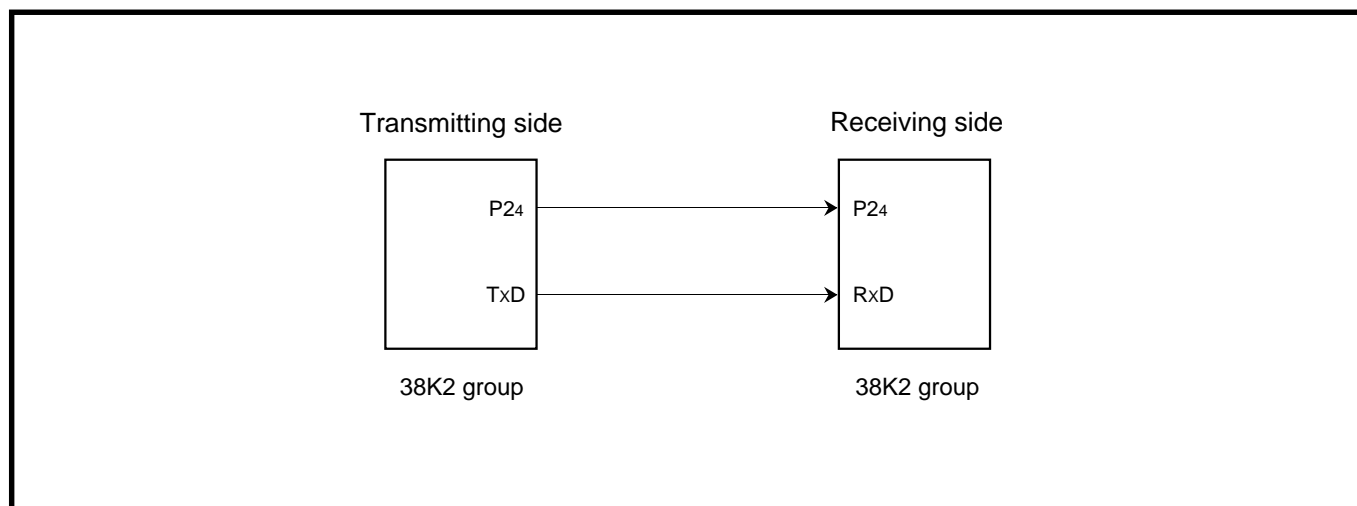 Transmitting side Receiving side
P24 P24
TxD RxD
38K2 group 38K2 group